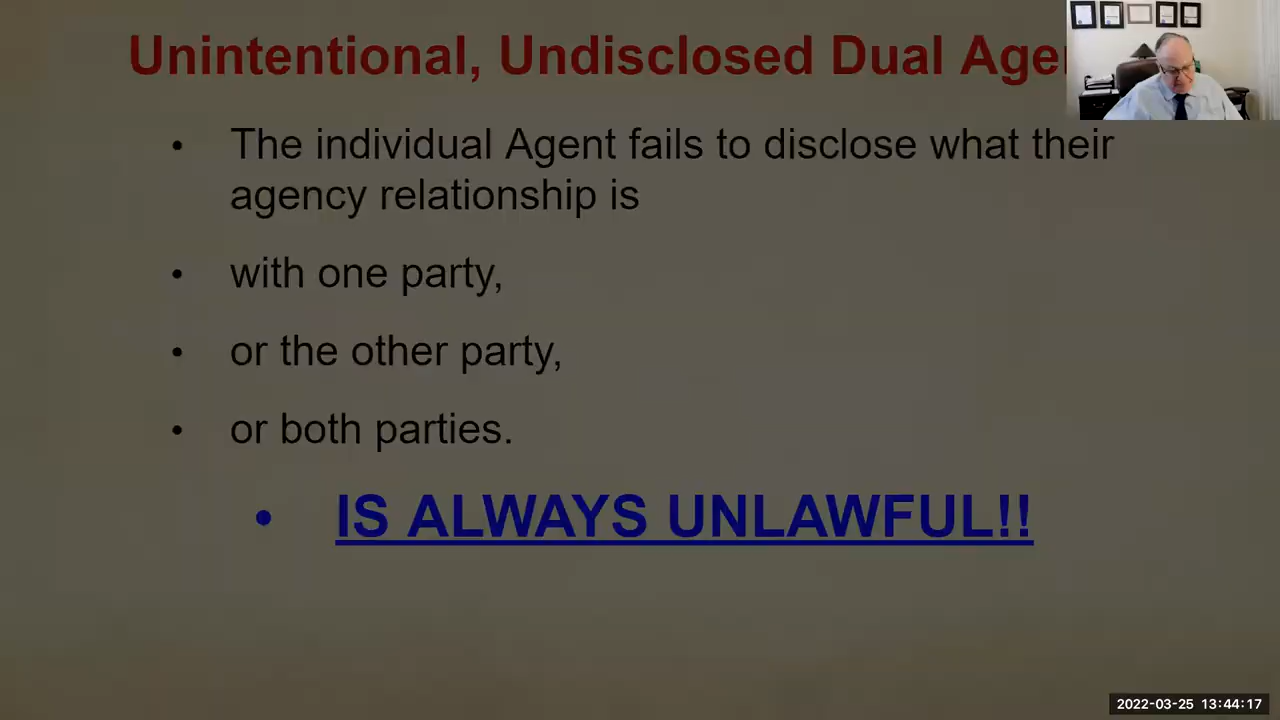 Unintentional, Undisclosed Dual Age
• The individual Agent fails to disclose what their
agency relationship is
• with one party,
• or the other party,
• or both parties.
• IS ALWAYS UNLAWFUL!!
2022-03-25 13:44:17